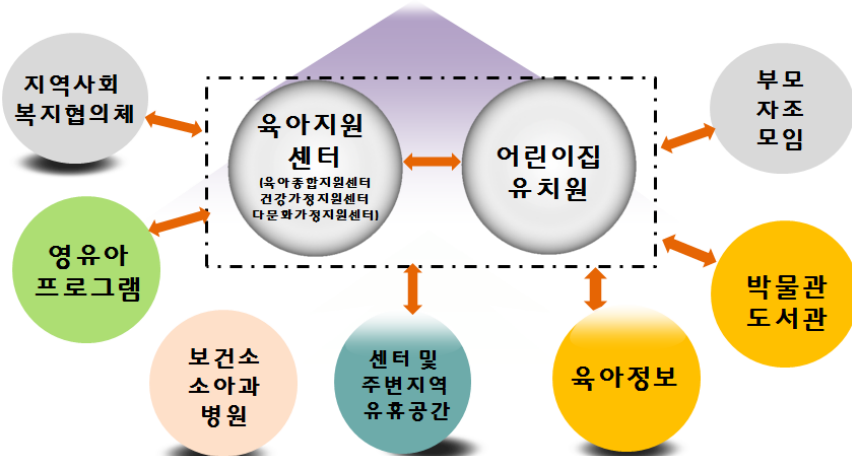 지역사회
복지협의체
육아지원
센터
(육아종합지원센터
건강가정지원센터
다문화가정지원센터)
어린이집
유치원
부모
자조
모임
영유아
프로그램
박물관
도서관
보건소
소아과
병원
센터 및
주변지역
유휴공간
육아정보